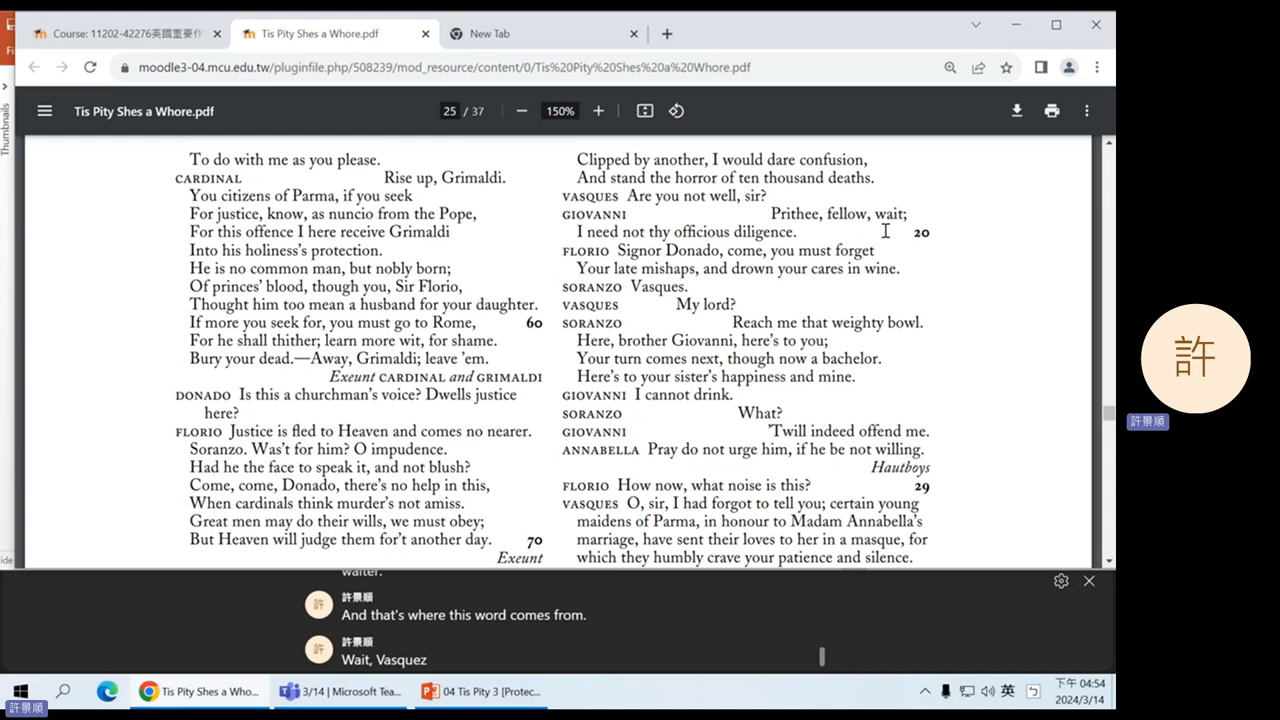 Course: 11202-42276英國重要作
Tis Pity Shes a Whore.pdf
New Tab
moodle3-04.mcu.edu.tw/pluginfile.php/508239/mod_resource/content/0/Tis%20Pity%20Shes%20a%20Whore.pdf
Fi
Thumbnails
Tis Pity Shes a Whore.pdf
25 / 37
150%
To do with me as you please.
CARDINAL Rise up, Grimaldi.
You citizens of Parma, if you seek
For justice, know, as nuncio from the Pope,
For this offence I here receive Grimaldi
Into his holiness's protection.
He is no common man, but nobly born;
Of princes' blood, though you, Sir Florio,
Thought him too mean a husband for your daughter.
If more you seek for, you must go to Rome, 60
For he shall thither; learn more wit, for shame.
Bury your dead.—Away, Grimaldi; leave 'em.
Exeunt CARDINAL and GRIMALDI
DONADO Is this a churchman's voice? Dwells justice
here?
FLORIO Justice is fled to Heaven and comes no nearer.
Soranzo. Was't for him? O impudence.
Had he the face to speak it, and not blush?
Come, come, Donado, there's no help in this,
When cardinals think murder's not amiss.
Great men may do their wills, we must obey;
But Heaven will judge them for't another day. 70
Exeunt
Clipped by another, I would dare confusion,
And stand the horror of ten thousand deaths.
VASQUES Are you not well, sir?
GIOVANNI Prithee, fellow, wait;
I need not thy officious diligence. 20
FLORIO Signor Donado, come, you must forget
Your late mishaps, and drown your cares in wine.
SORANZO Vasques.
VASQUES My lord?
SORANZO Reach me that weighty bowl.
Here, brother Giovanni, here's to you;
Your turn comes next, though now a bachelor.
Here's to your sister's happiness and mine.
GIOVANNI I cannot drink.
SORANZO What?
GIOVANNI 'Twill indeed offend me.
ANNABELLA Pray do not urge him, if he be not willing.
Hautboys
FLORIO How now, what noise is this? 29
VASQUES O, sir, I had forgot to tell you; certain young
maidens of Parma, in honour to Madam Annabella's
marriage, have sent their loves to her in a masque, for
which they humbly crave your patience and silence.
ide
waiter.
許
許景順
And that's where this word comes from.
許
許景順
Wait, Vasquez
許
許景順
Tis Pity Shes a Who...
3/14 | Microsoft Tea...
04 Tis Pity 3 [Protec...
英
下午 04:54
2024/3/14
許景順